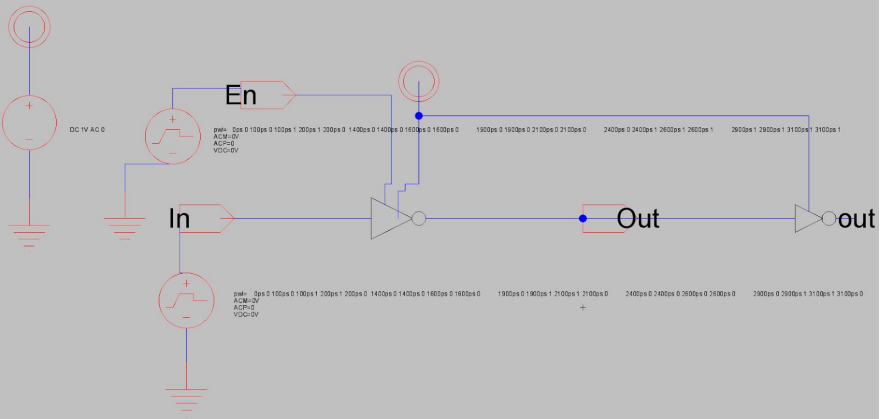 En
DC 1V AC 0
pwl= 0ps 0 100ps 0 100ps 1 200ps 1 200ps 0 1400ps 0 1400ps 0 1600ps 0 1600ps 0 1900ps 0 1900ps 0 2100ps 0 2100ps 0 2400ps 0 2400ps 1 2600ps 1 2600ps 1 2900ps 1 2900ps 1 3100ps 1 3100ps 1
ACM=0V
ACP=0
VDC=0V
In
Out
out
pwl= 0ps 0 100ps 0 100ps 1 200ps 1 200ps 0 1400ps 0 1400ps 0 1600ps 0 1600ps 0 1900ps 0 1900ps 1 2100ps 1 2100ps 0 2400ps 0 2400ps 0 2600ps 0 2600ps 0 2900ps 0 2900ps 1 3100ps 1 3100ps 0
ACM=0V
ACP=0
VDC=0V